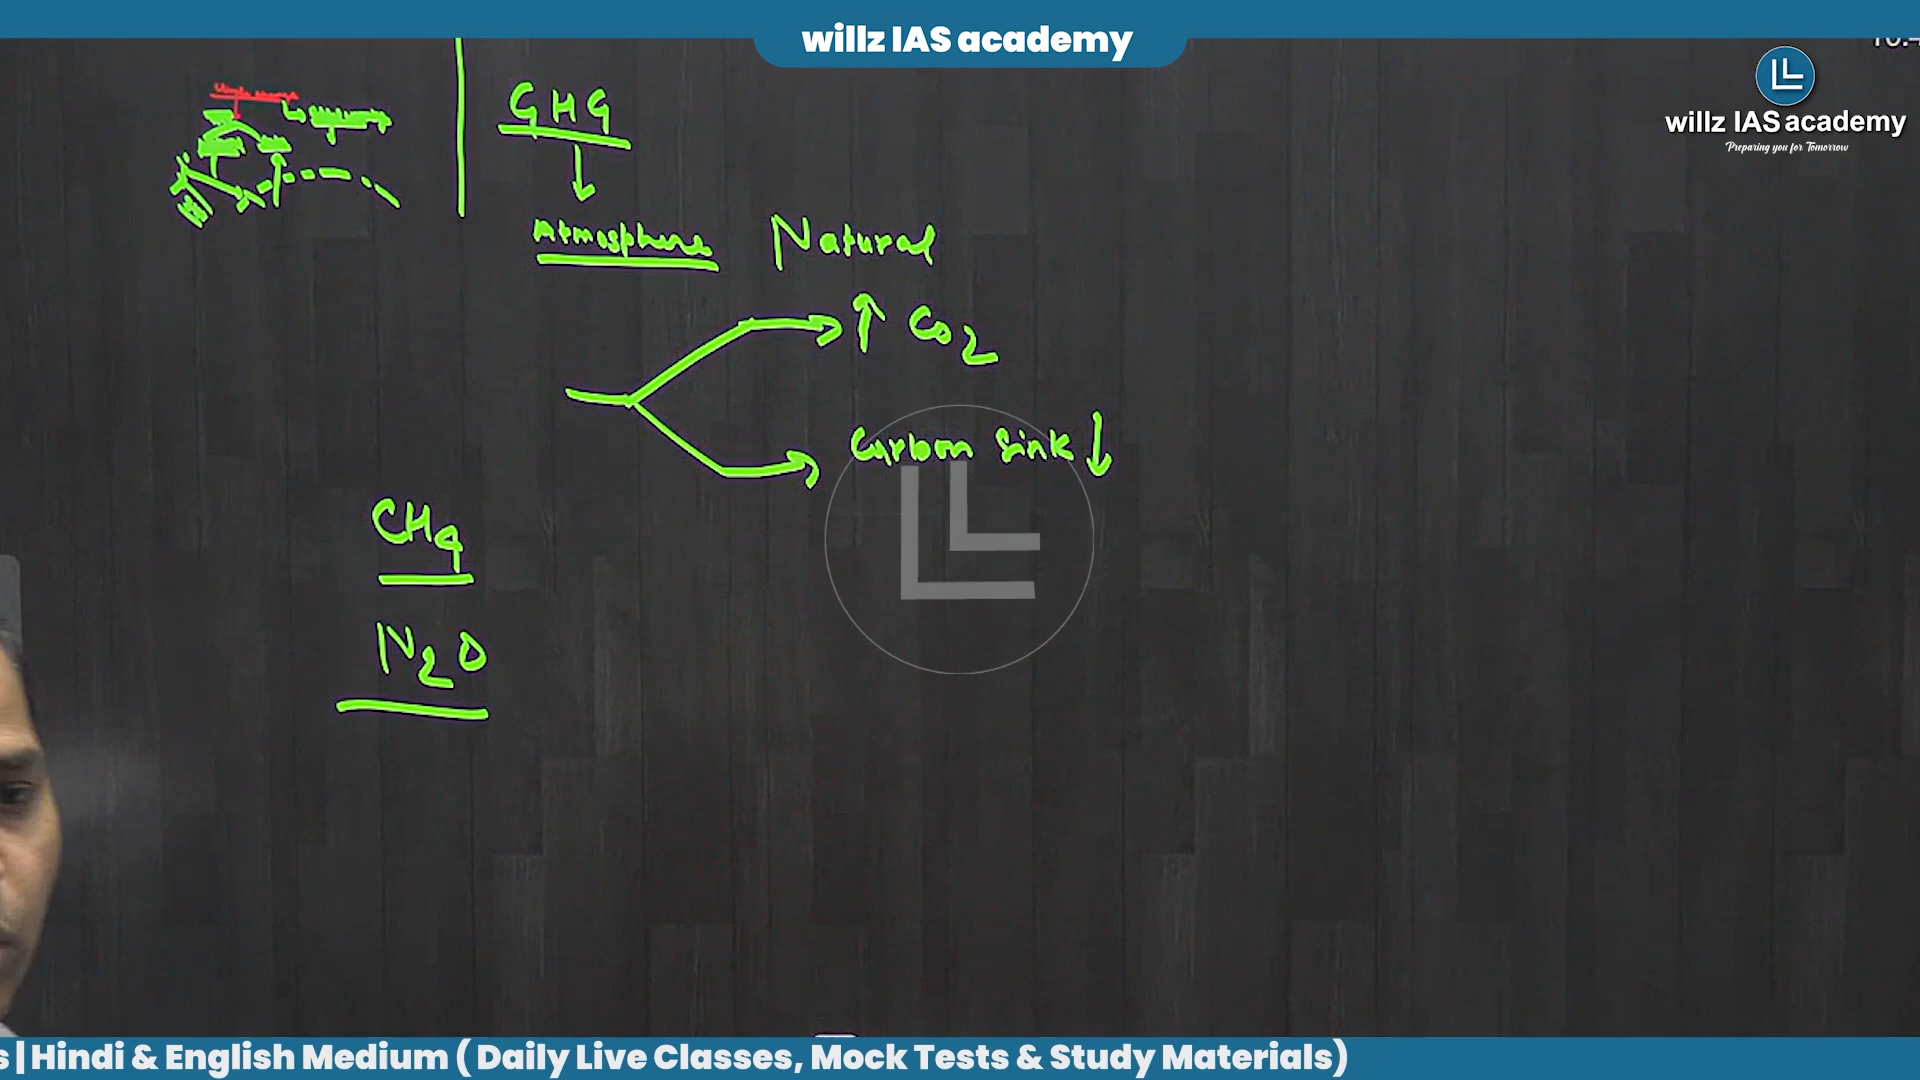 willz IAS academy
willz IAS academy
Preparing you for Tomorrow
GHG
Atmosphere Natural
↑ CO2
Carbon Sink ↓
CH4
N2O
s | Hindi & English Medium ( Daily Live Classes, Mock Tests & Study Materials)